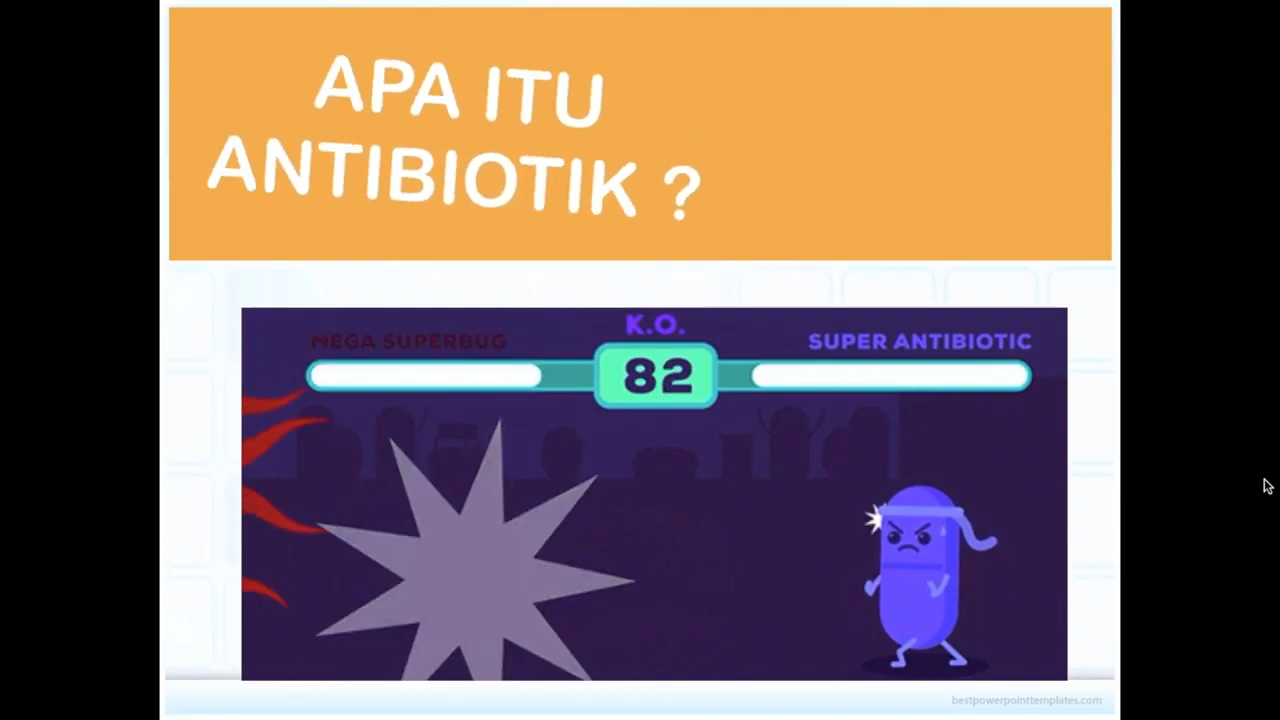 APA ITU
ANTIBIOTIK ?
K.O.
MEGA SUPERBUG
82
SUPER ANTIBIOTIC
bestpowerpointtemplates.com